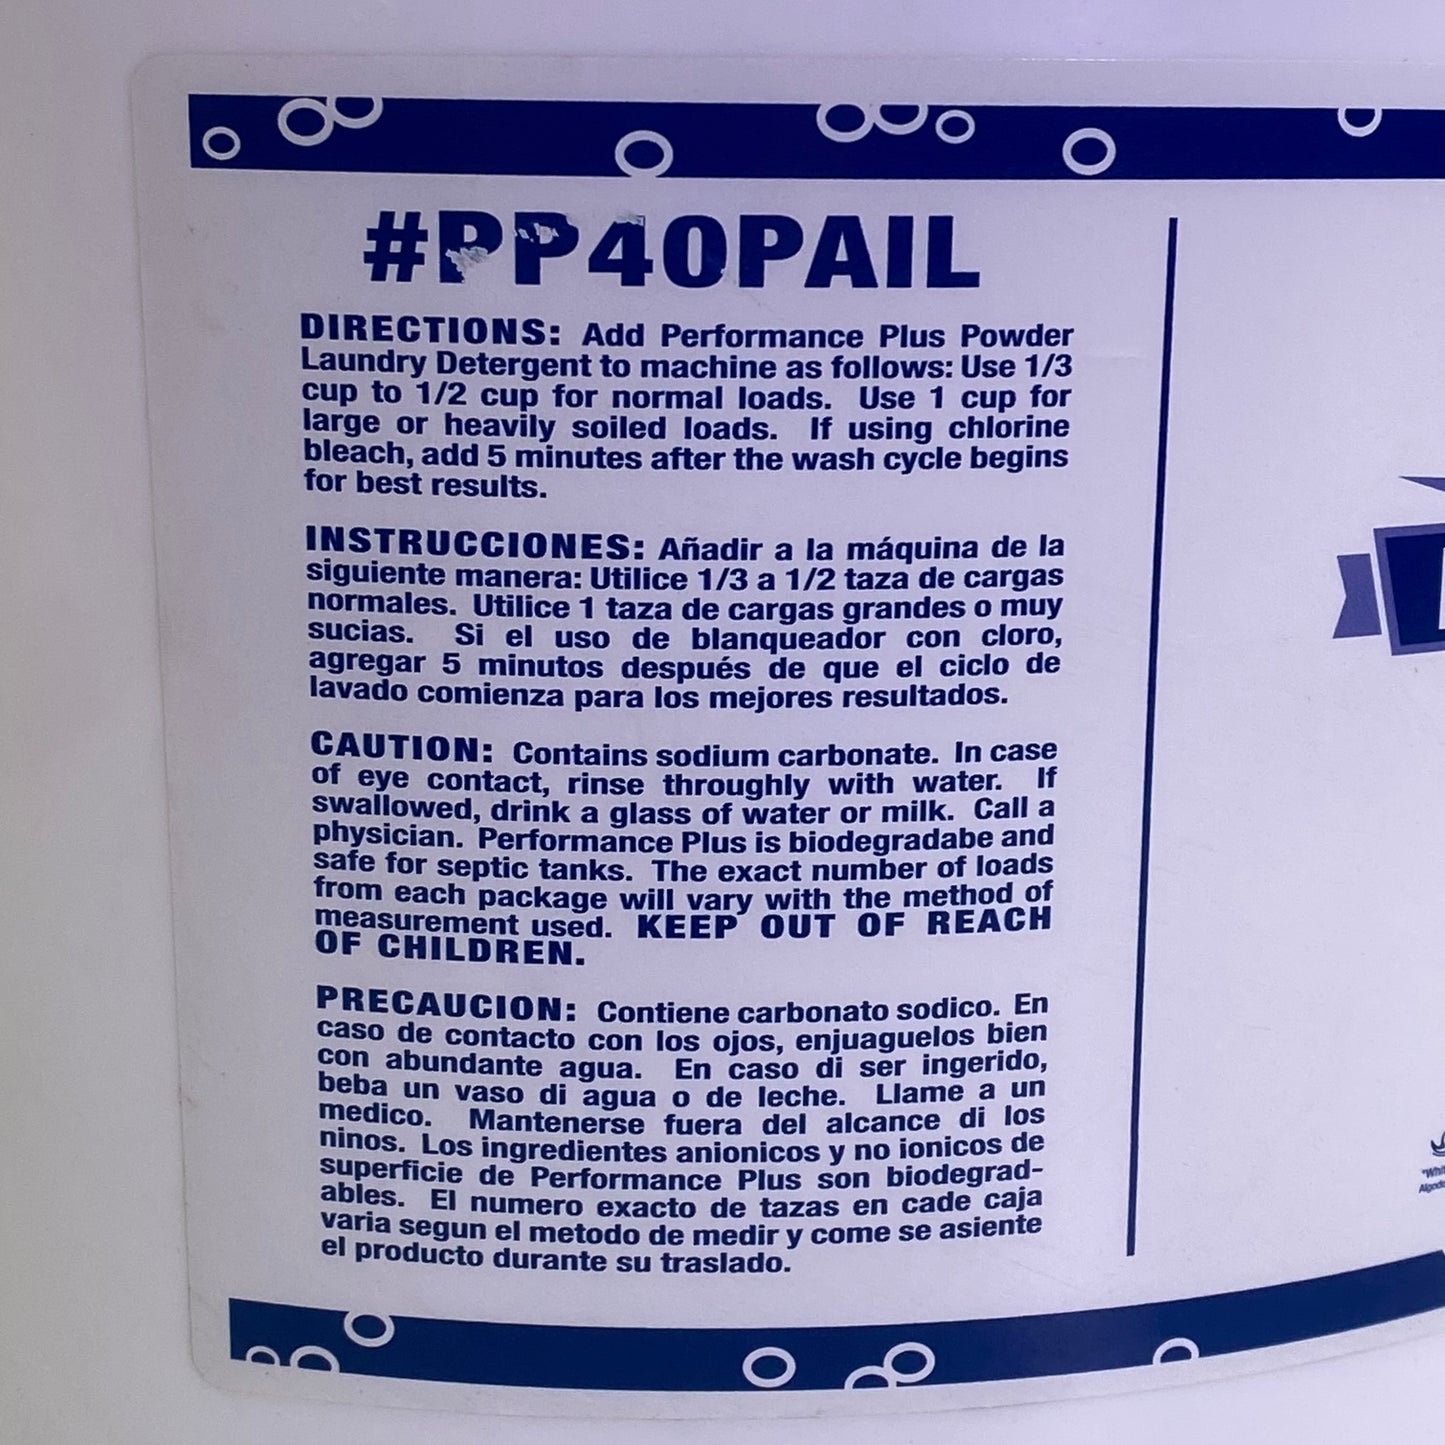 #PP40PAIL
DIRECTIONS: Add Performance Plus Powder
Laundry Detergent to machine as follows: Use 1/3
cup to 1/2 cup for normal loads. Use 1 cup for
large or heavily soiled loads. If using chlorine
bleach, add 5 minutes after the wash cycle begins
for best results.
INSTRUCCIONES: Añadir a la máquina de la
siguiente manera: Utilice 1/3 a 1/2 taza de cargas
normales. Utilice 1 taza de cargas grandes o muy
sucias. Si el uso de blanqueador con cloro,
agregar 5 minutos después de que el ciclo de
lavado comienza para los mejores resultados.
CAUTION: Contains sodium carbonate. In case
of eye contact, rinse throughly with water. If
swallowed, drink a glass of water or milk. Call a
physician. Performance Plus is biodegradabe and
safe for septic tanks. The exact number of loads
from each package will vary with the method of
measurement used. KEEP OUT OF REACH
OF CHILDREN.
PRECAUCION: Contiene carbonato sodico. En
caso de contacto con los ojos, enjuaguelos bien
con abundante agua. En caso di ser ingerido,
beba un vaso di agua o de leche. Llame a un
medico. Mantenerse fuera del alcance di los
ninos. Los ingredientes anionicos y no ionicos de
superficie de Performance Plus son biodegrad-
ables. El numero exacto de tazas en cade caja
varia segun el metodo de medir y come se asiente
el producto durante su traslado.